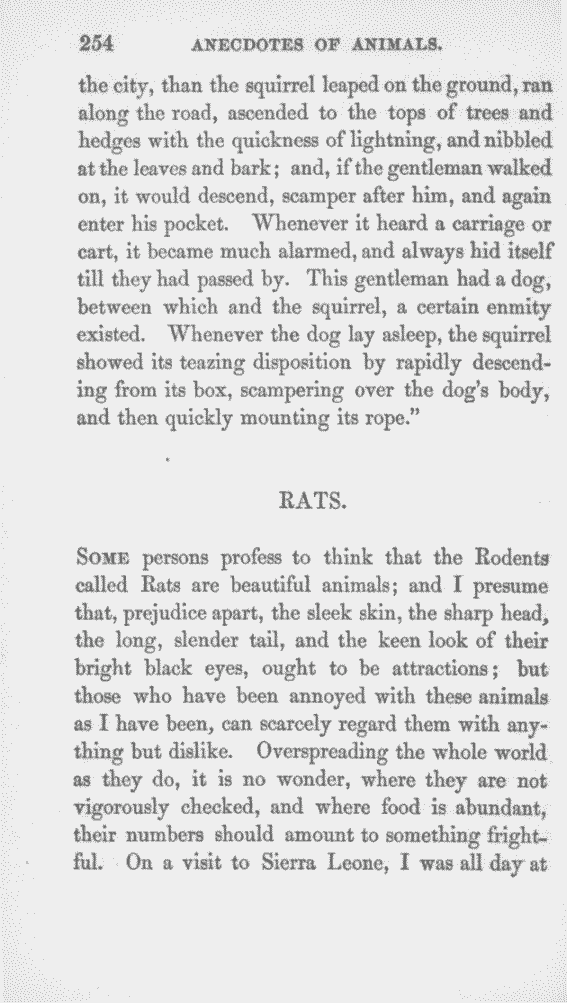 254 ANECDOTES OF ANIMALS.
the city, than the squirrel leaped on the ground, ran
along the road, ascended to the tops of trees and
hedges with the quickness of lightning, and nibbled
at the leaves and bark; and, if the gentleman walked
on, it would descend, scamper after him, and again
enter his pocket. Whenever it heard a carriage or
cart, it became much alarmed, and always hid itself
till they had passed by. This gentleman had a dog,
between which and the squirrel, a certain enmity
existed. Whenever the dog lay asleep, the squirrel
showed its teazing disposition by rapidly descend-
ing from its box, scampering over the dog's body,
and then quickly mounting its rope."
RATS.
SOME persons profess to think that the Rodents
called Rats are beautiful animals; and I presume
that, prejudice apart, the sleek skin, the sharp head,
the long, slender tail, and the keen look of their
bright black eyes, ought to be attractions; but
those who have been annoyed with these animals
as I have been, can scarcely regard them with any-
thing but dislike. Overspreading the whole world
as they do, it is no wonder, where they are not
vigorously checked, and where food is abundant,
their numbers should amount to something fright-
ful. On a visit to Sierra Leone, I was all day at